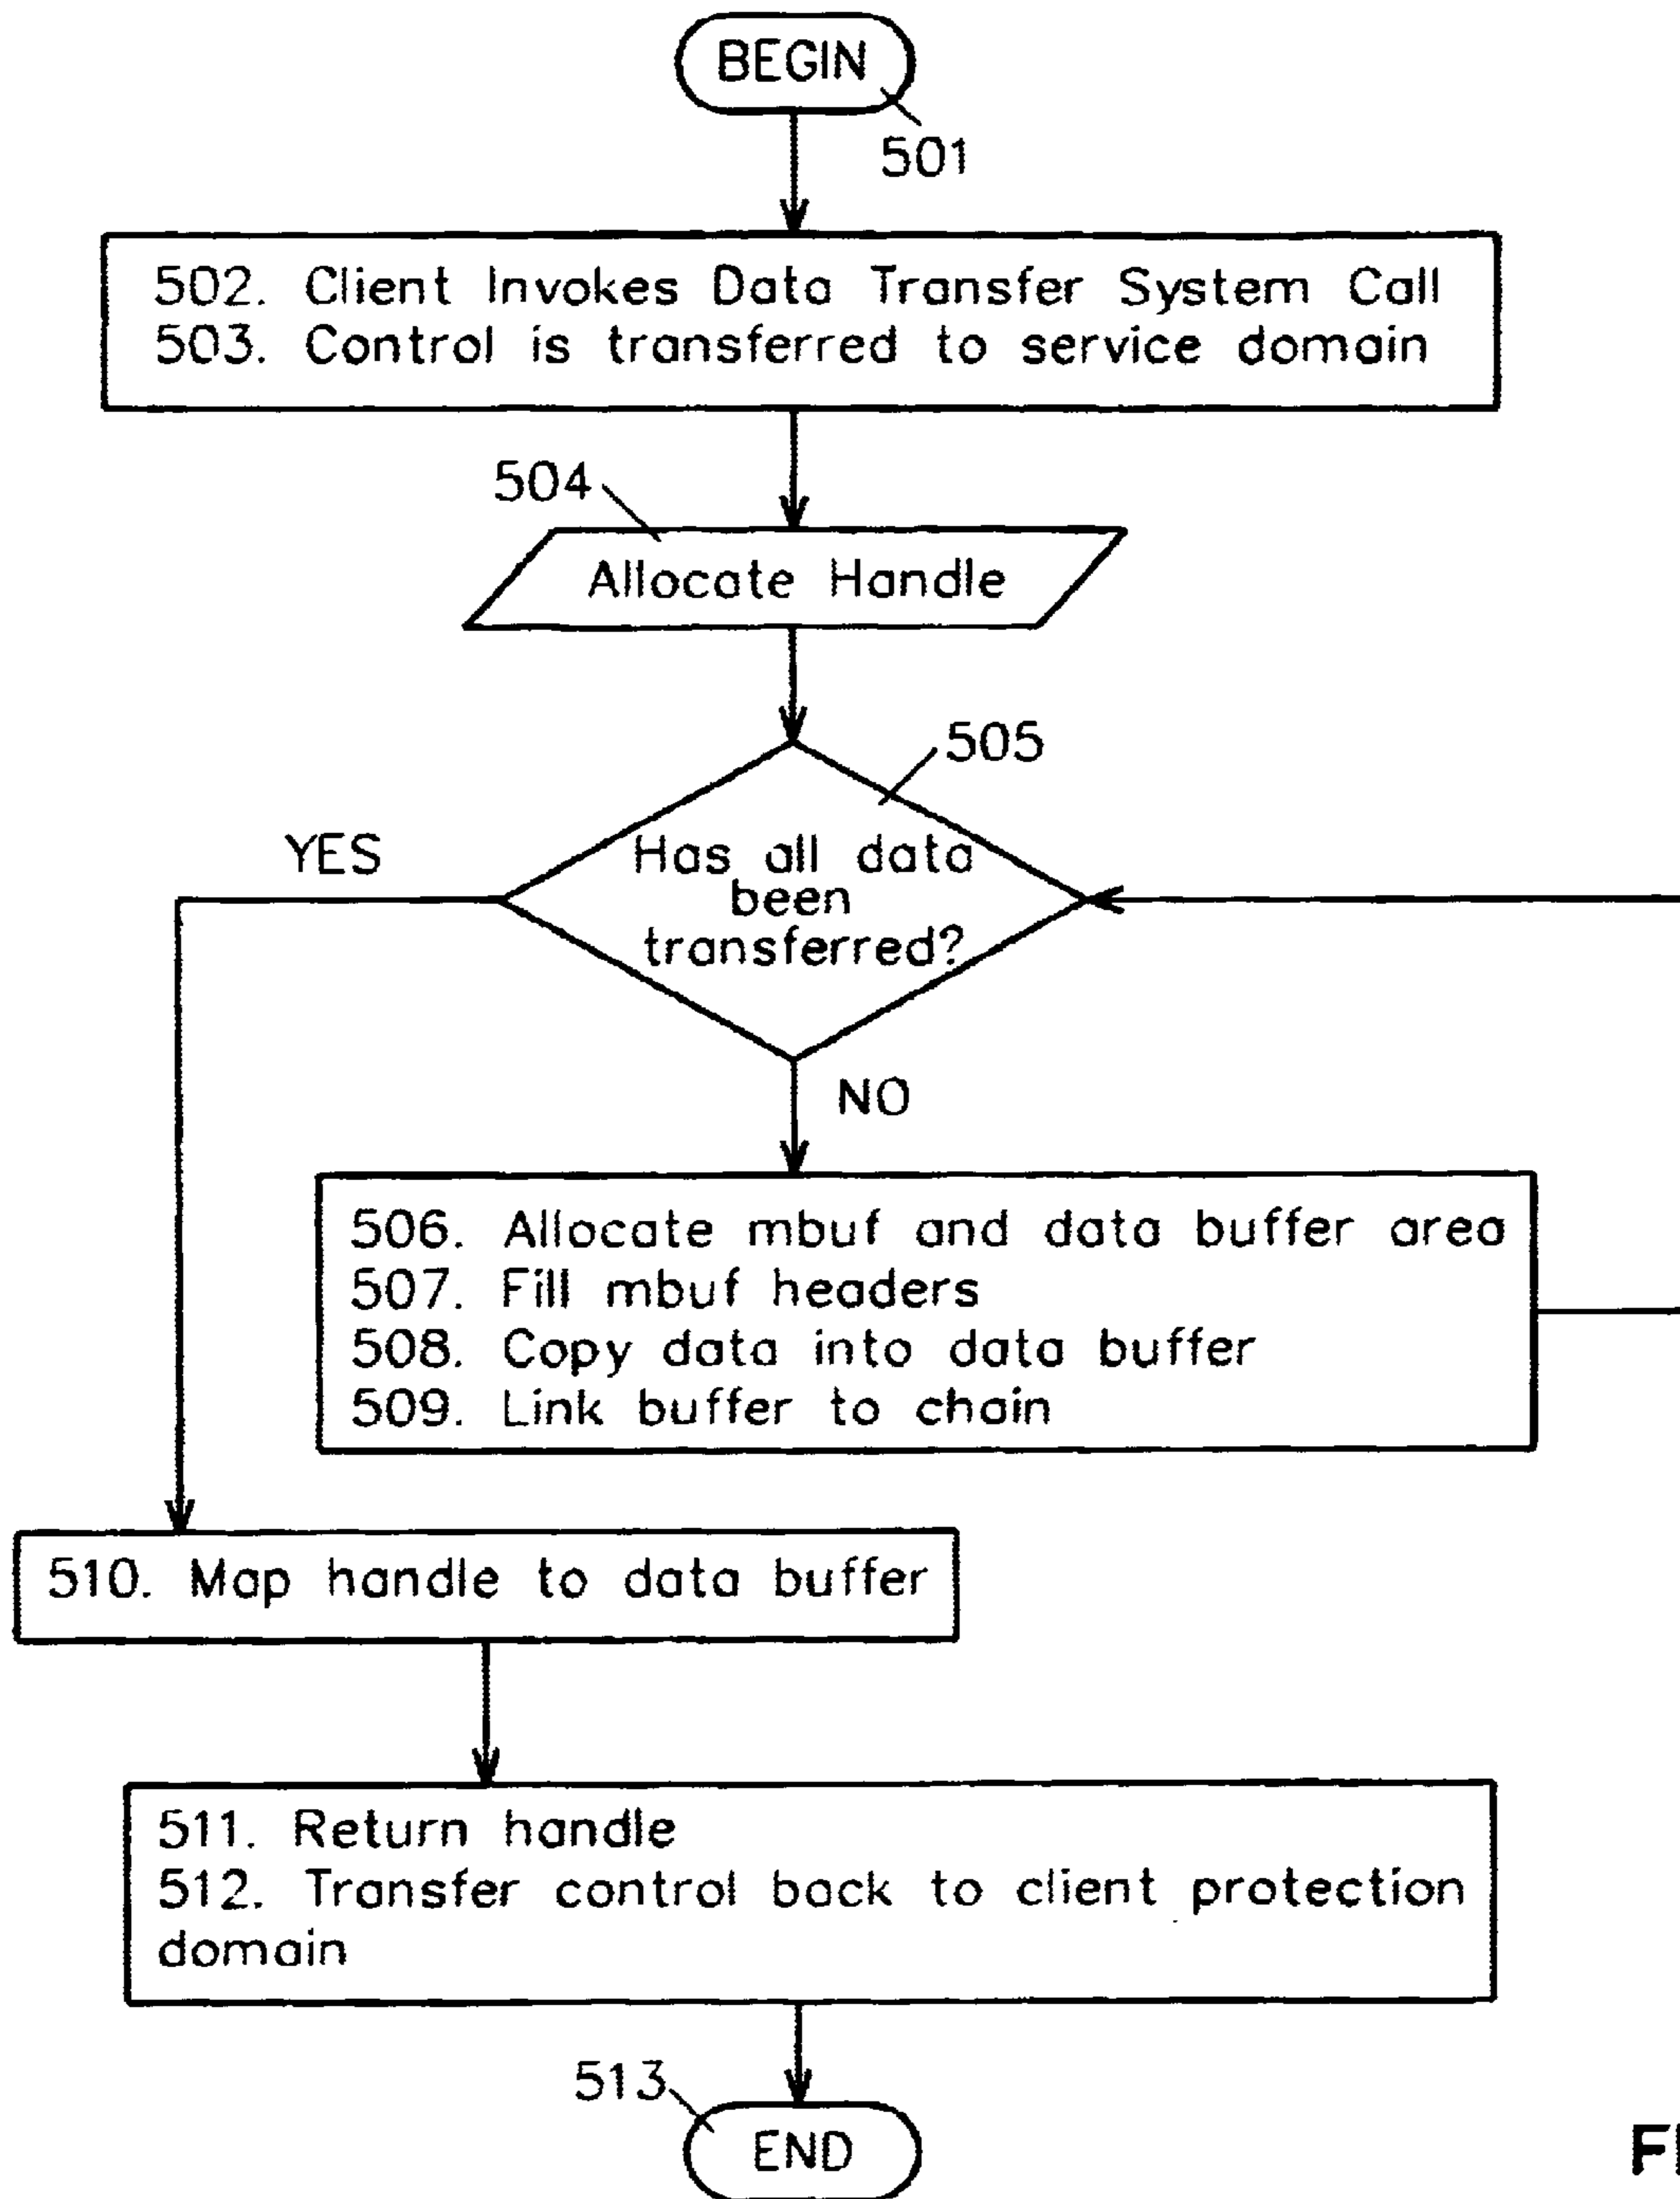 BEGIN
501
502. Client Invokes Data Transfer System Call
503. Control is transferred to service domain
504
Allocate Handle
505
Has all data
been
transferred?
YES
NO
506. Allocate mbuf and data buffer area
507. Fill mbuf headers
508. Copy data into data buffer
509. Link buffer to chain
510. Map handle to data buffer
511. Return handle
512. Transfer control back to client protection
domain
513
END